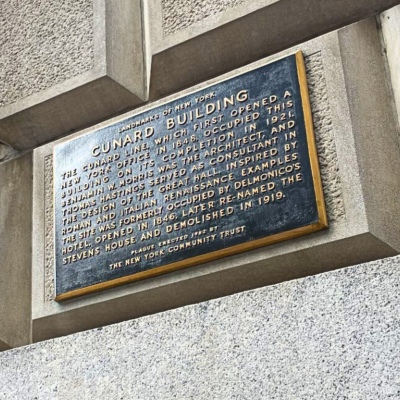 LANDMARKS OF NEW YORK
CUNARD BUILDING
THE CUNARD LINE, WHICH FIRST OPENED A
NEW YORK OFFICE IN 1848, OCCUPIED THIS
BUILDING ON ITS COMPLETION IN 1921.
BENJAMIN W. MORRIS WAS THE ARCHITECT, AND
THOMAS HASTINGS SERVED AS CONSULTANT IN
THE DESIGN OF THE GREAT HALL, INSPIRED BY
ROMAN AND ITALIAN RENAISSANCE EXAMPLES
THE SITE WAS FORMERLY OCCUPIED BY DELMONICO'S
HOTEL, OPENED IN 1846, LATER RE-NAMED THE
STEVENS HOUSE AND DEMOLISHED IN 1919.
PLAQUE ERECTED 1962 BY
THE NEW YORK COMMUNITY TRUST